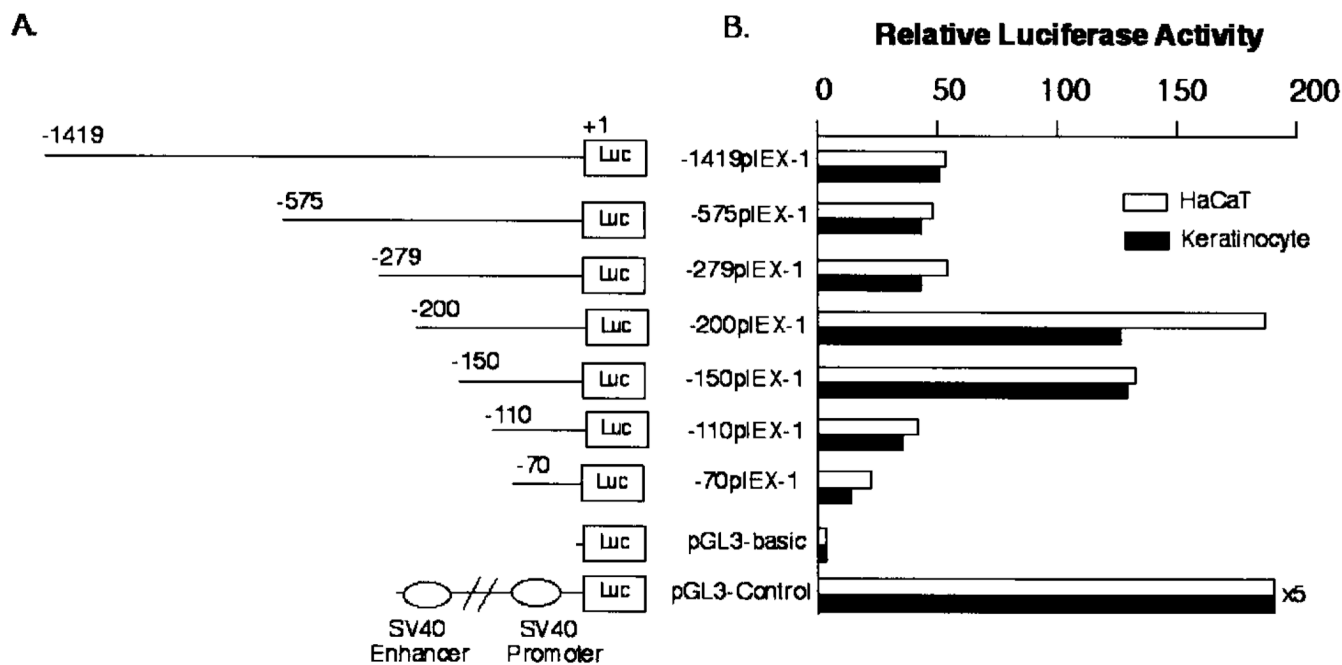 A.
B.
Relative Luciferase Activity
0 50 100 150 200
-1419
+1
Luc
-1419pIEX-1
-575
Luc
-575pIEX-1
HaCaT
Keratinocyte
-279
Luc
-279pIEX-1
-200
Luc
-200pIEX-1
-150
Luc
-150pIEX-1
-110
Luc
-110pIEX-1
-70
Luc
-70pIEX-1
Luc
pGL3-basic
Luc
pGL3-Control
x5
SV40
Enhancer
SV40
Promoter